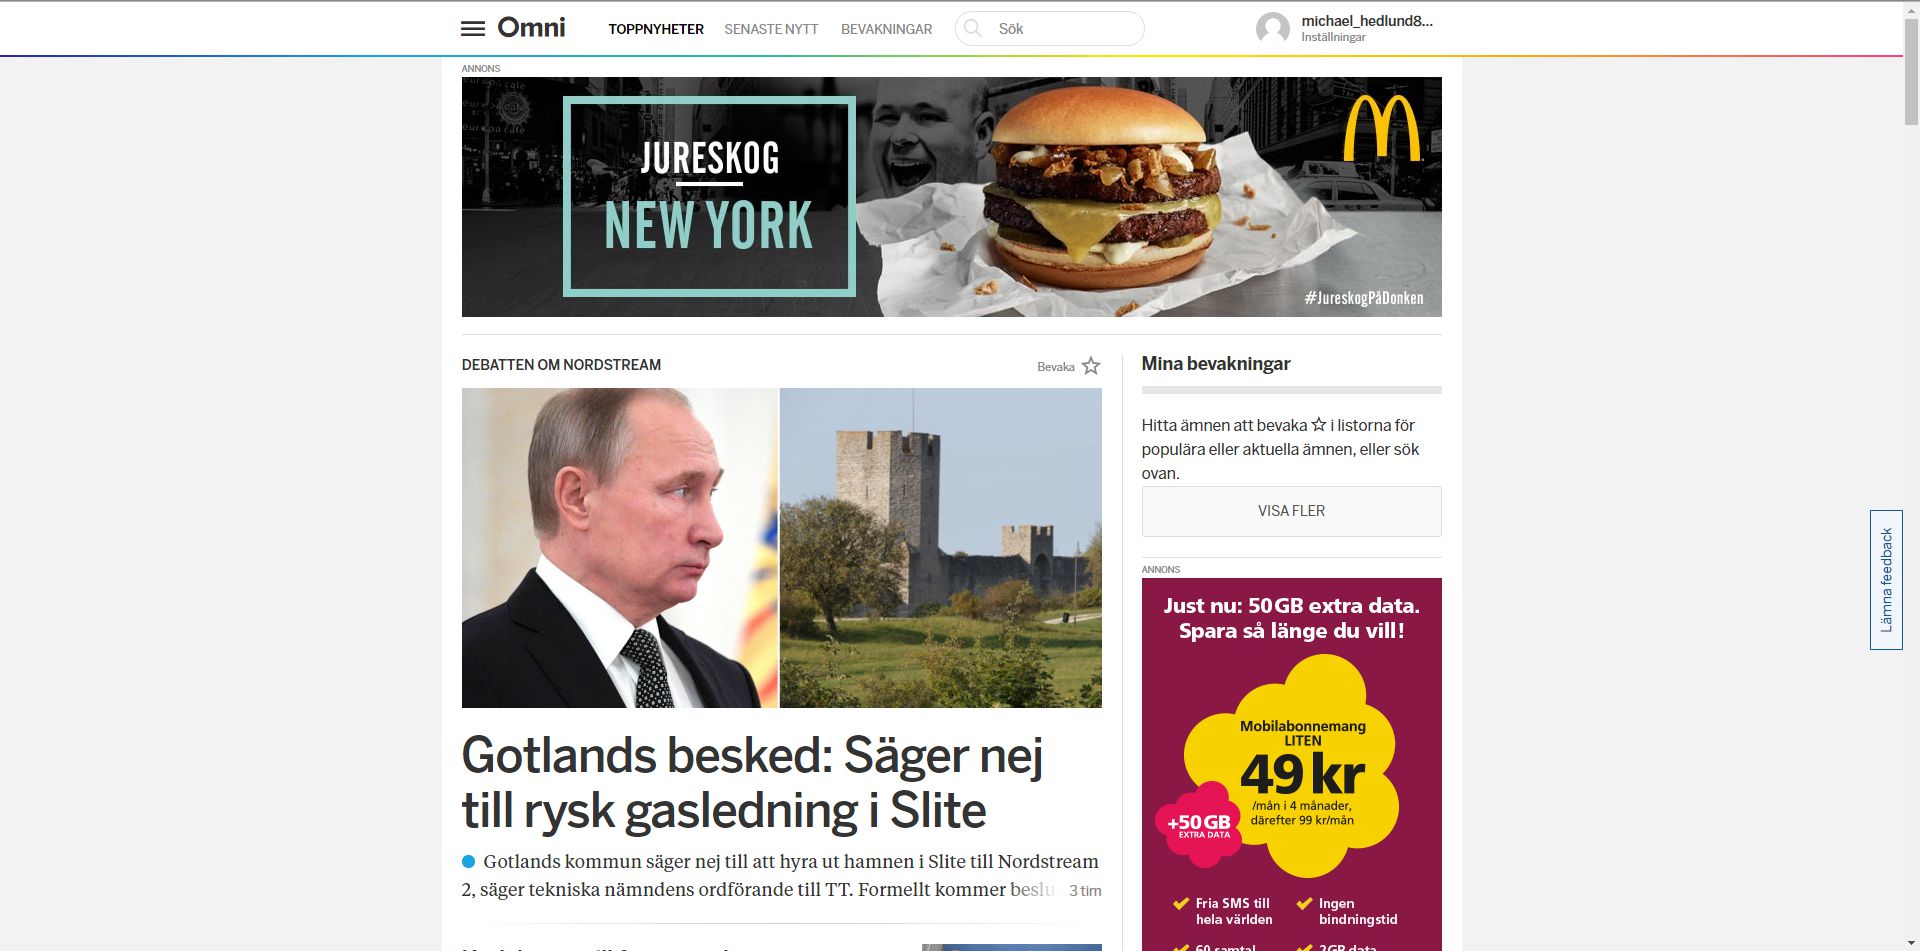 Omni
TOPPNYHETER
SENASTE NYTT
BEVAKNINGAR
Sök
michael_hedlund8...
Inställningar
ANNONS
JURESKOG
NEW YORK
#JureskogPåDonken
DEBATTEN OM NORDSTREAM
Bevaka
Gotlands besked: Säger nej
till rysk gasledning i Slite
Gotlands kommun säger nej till att hyra ut hamnen i Slite till Nordstream
2, säger tekniska nämndens ordförande till TT. Formellt kommer beslu
3 tim
Mina bevakningar
Hitta ämnen att bevaka i listorna för
populära eller aktuella ämnen, eller sök
ovan.
VISA FLER
ANNONS
Just nu: 50 GB extra data.
Spara så länge du vill!
Mobilabonnemang
LITEN
49 kr
/mån i 4 månader,
därefter 99 kr/mån
+50 GB
EXTRA DATA
Fria SMS till
hela världen
Ingen
bindningstid
60 samtal
2GB data
Lämna feedback